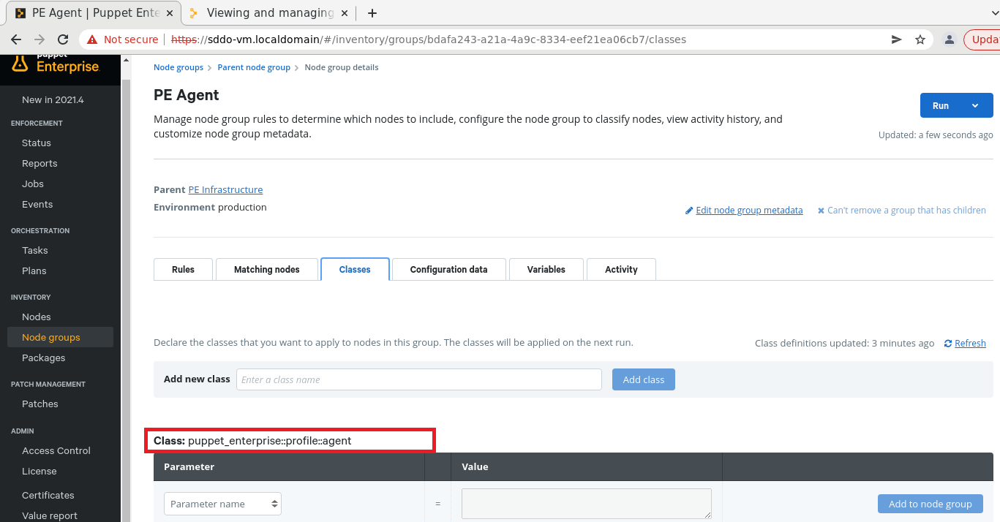 PE Agent | Puppet Ente
Viewing and managing
Not secure
https://sddo-vm.localdomain/#/inventory/groups/bdafa243-a21a-4a9c-8334-eef21ea06cb7/classes
Upda
puppet
Enterprise
New in 2021.4
ENFORCEMENT
Status
Reports
Jobs
Events
ORCHESTRATION
Tasks
Plans
INVENTORY
Nodes
Node groups
Packages
PATCH MANAGEMENT
Patches
ADMIN
Access Control
License
Certificates
Value report
Node groups > Parent node group > Node group details
PE Agent
Manage node group rules to determine which nodes to include, configure the node group to classify nodes, view activity history, and
customize node group metadata.
Run
Updated: a few seconds ago
Parent PE Infrastructure
Environment production
Edit node group metadata
Can't remove a group that has children
Rules
Matching nodes
Classes
Configuration data
Variables
Activity
Declare the classes that you want to apply to nodes in this group. The classes will be applied on the next run.
Class definitions updated: 3 minutes ago
Refresh
Add new class
Enter a class name
Add class
Class: puppet_enterprise::profile::agent
Parameter
Value
Parameter name
=
Add to node group